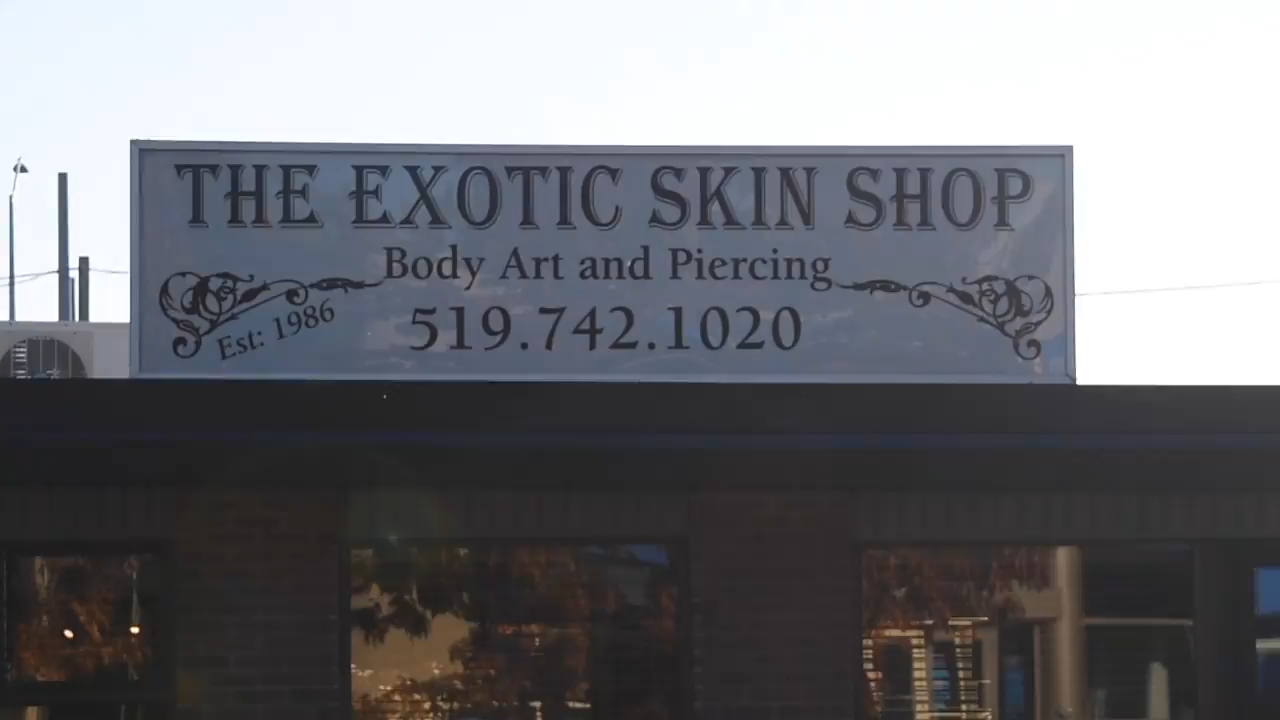 THE EXOTIC SKIN SHOP
Body Art and Piercing
Est: 1986
519.742.1020